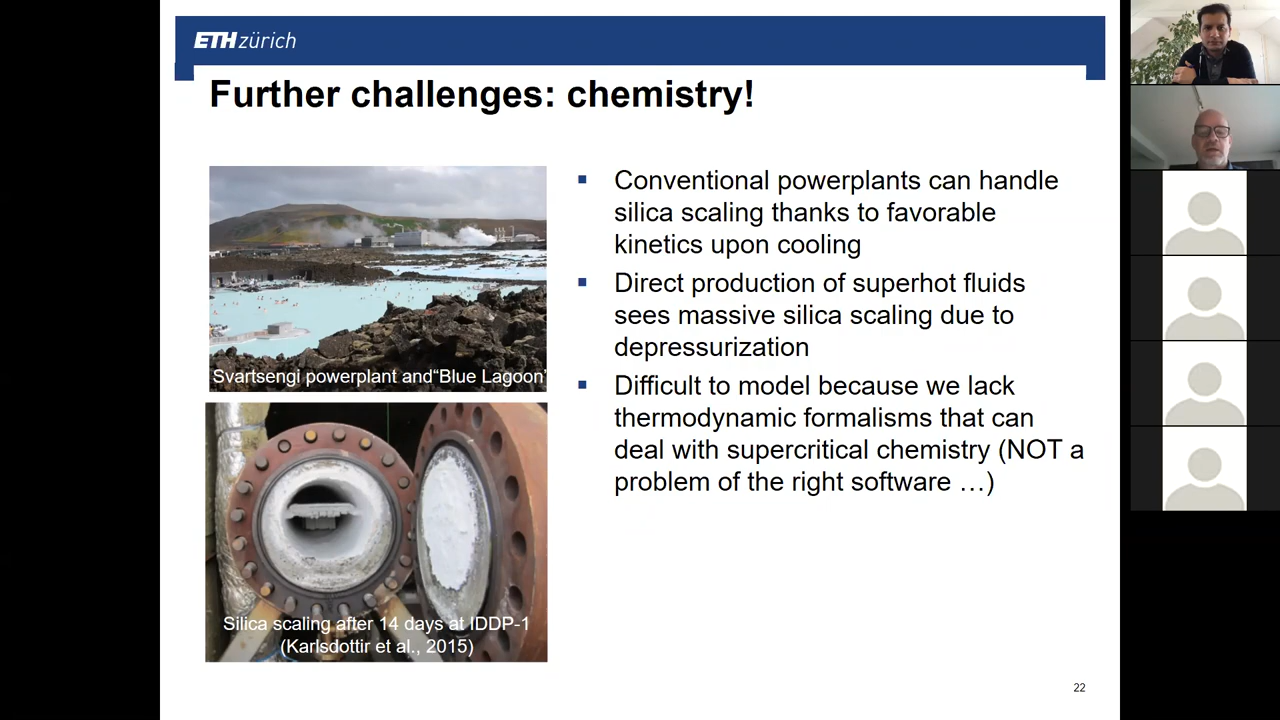 ETH zürich
Further challenges: chemistry!
Svartsengi powerplant and“Blue Lagoon’
Silica scaling after 14 days at IDDP-1
(Karlsdottir et al., 2015)
▪ Conventional powerplants can handle
silica scaling thanks to favorable
kinetics upon cooling
▪ Direct production of superhot fluids
sees massive silica scaling due to
depressurization
▪ Difficult to model because we lack
thermodynamic formalisms that can
deal with supercritical chemistry (NOT a
problem of the right software …)
22